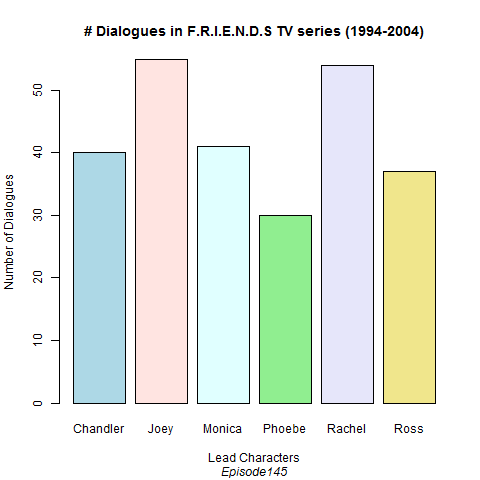 # Dialogues in F.R.I.E.N.D.S TV series (1994-2004)
Number of Dialogues
50
40
30
20
10
0
Chandler Joey Monica Phoebe Rachel Ross
Lead Characters
Episode145